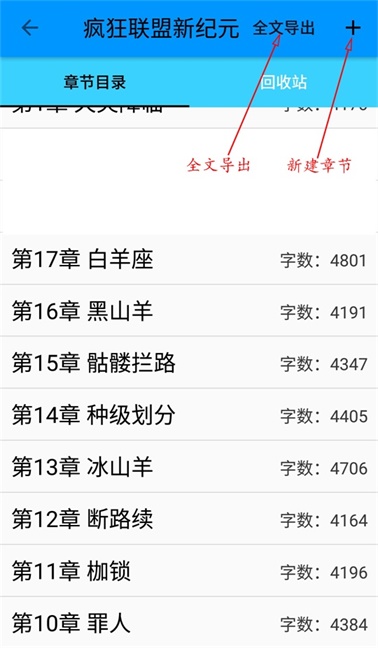 疯狂联盟新纪元 全文导出 +
章节目录 回收站
全文导出 新建章节
第17章 白羊座 字数：4801
第16章 黑山羊 字数：4191
第15章 骷髅拦路 字数：4347
第14章 种级划分 字数：4405
第13章 冰山羊 字数：4706
第12章 断路续 字数：4164
第11章 枷锁 字数：4196
第10章 罪人 字数：4384